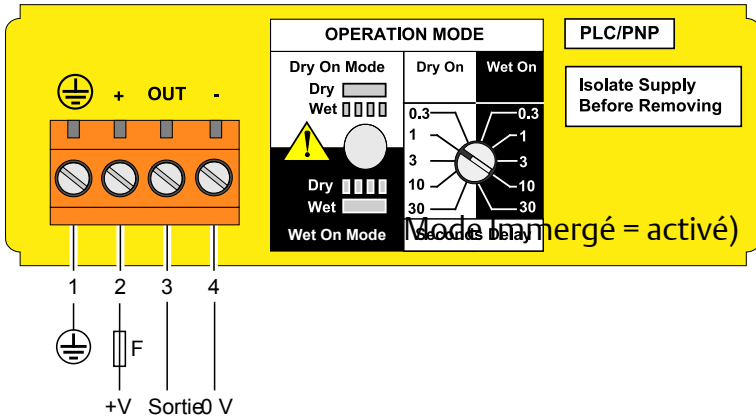 OPERATION MODE
PLC/PNP
Dry On Mode
Dry
Wet
Dry On
Wet On
Isolate Supply
Before Removing
+ OUT -
0.3 0.3
1 1
3 3
10 10
30 30
Dry
Wet
Wet On Mode
Seconds Delay
Mode Immergé = activé)
1 2 3 4
F
+V Sortie 0 V